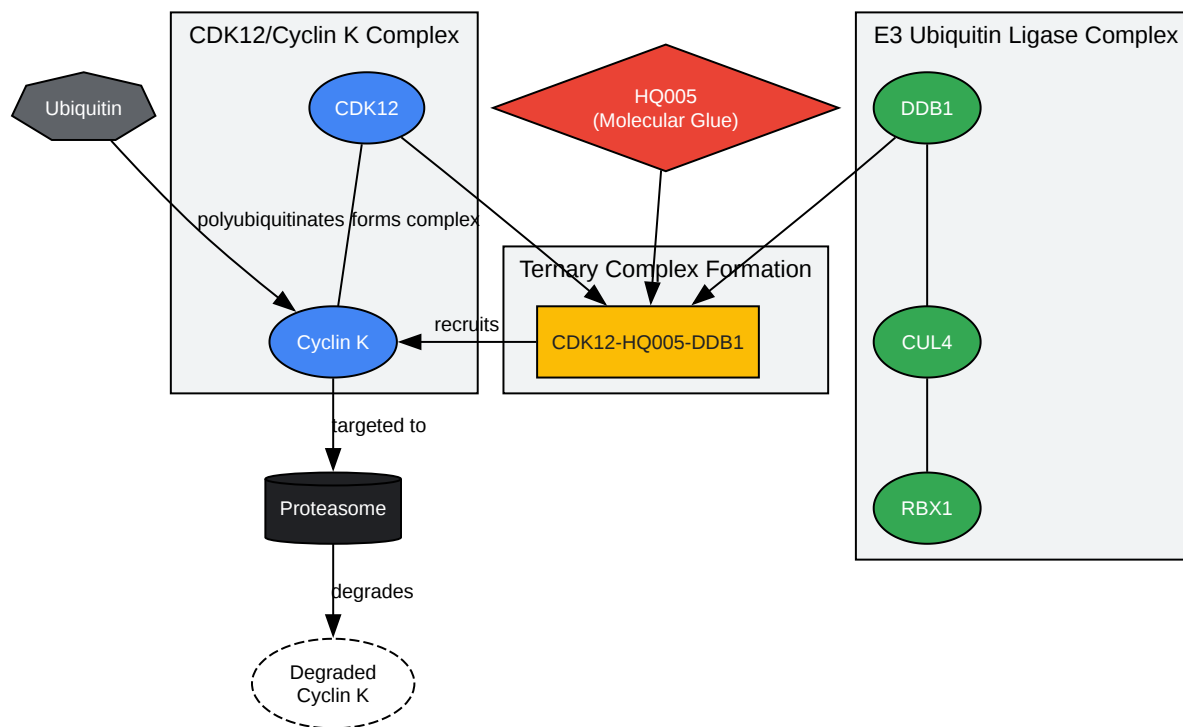 CDK12/Cyclin K Complex
E3 Ubiquitin Ligase Complex
Ubiquitin
CDK12
HQ005
(Molecular Glue)
DDB1
polyubiquitinates
forms complex
Ternary Complex Formation
Cyclin K
recruits
CDK12-HQ005-DDB1
CUL4
targeted to
Proteasome
RBX1
degrades
Degraded
Cyclin K